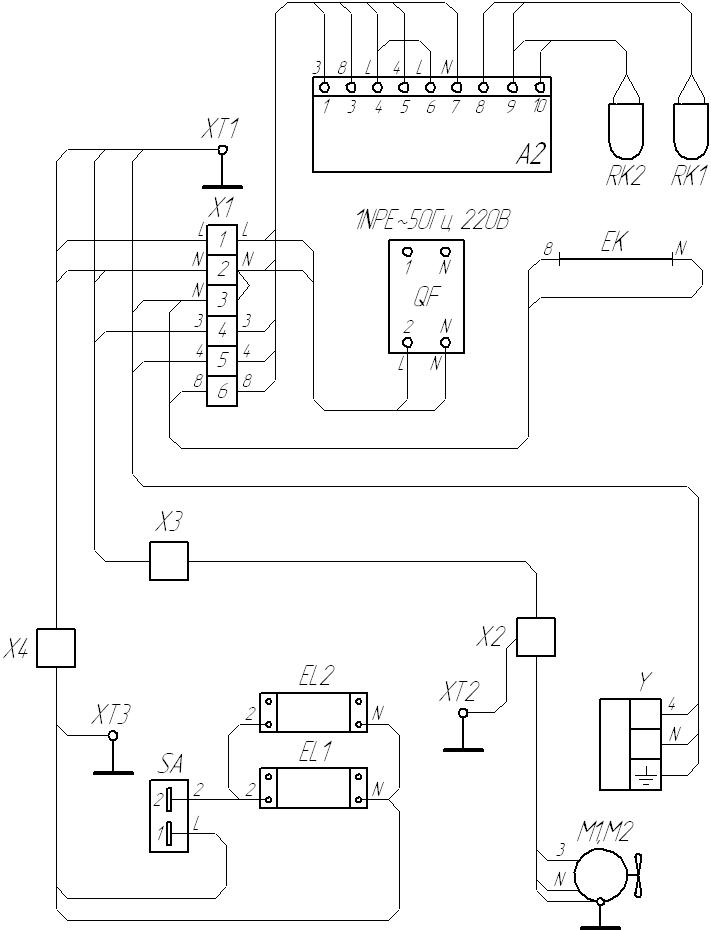 3 8 L 4 L N
1 3 4 5 6 7 8 9 10
A2
RK2 RK1
XT1
X1
L 1 L
N 2 N
N 3
3 4 3
4 5 4
8 6 8
1NPE~50Гц 220В
1 N
QF
2 N
L N
8 EK N
X3
X4
X2
XT2
XT3
EL2
2 N
EL1
2 N
SA
2 2
1 L
Y
4
N
M1,M2
3
N